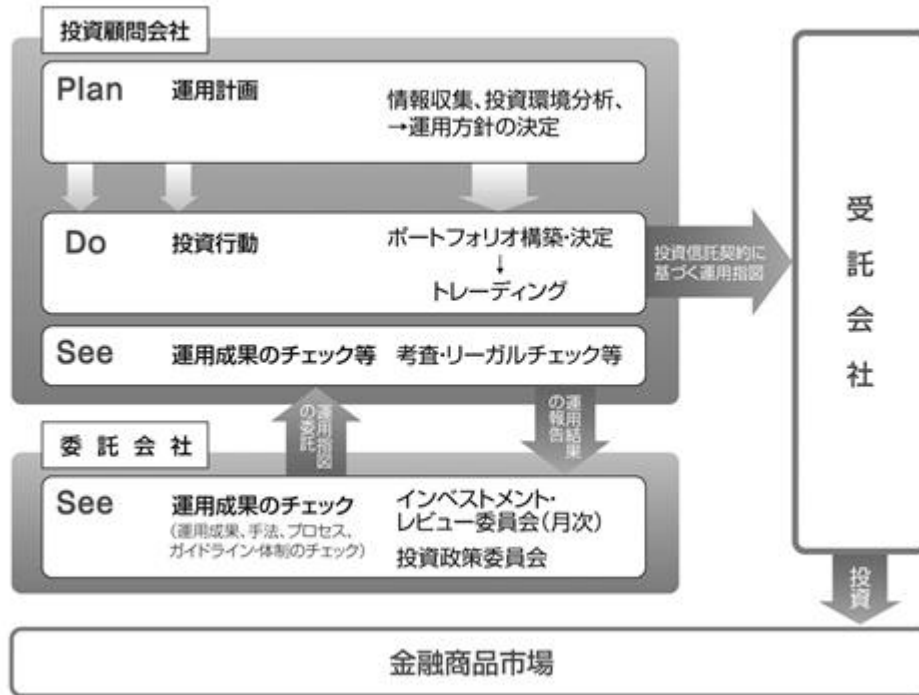 投資顧問会社
Plan 運用計画
情報収集、投資環境分析、
→運用方針の決定
Do 投資行動
ポートフォリオ構築・決定
↓
トレーディング
投資信託契約に
基づく運用指図
See 運用成果のチェック等 考査・リーガルチェック等
運用指図
の委託
運用結果
の報告
委託会社
See 運用成果のチェック
(運用成果、手法、プロセス、
ガイドライン・体制のチェック)
インベストメント・
レビュー委員会(月次)
投資政策委員会
受託会社
投資
金融商品市場